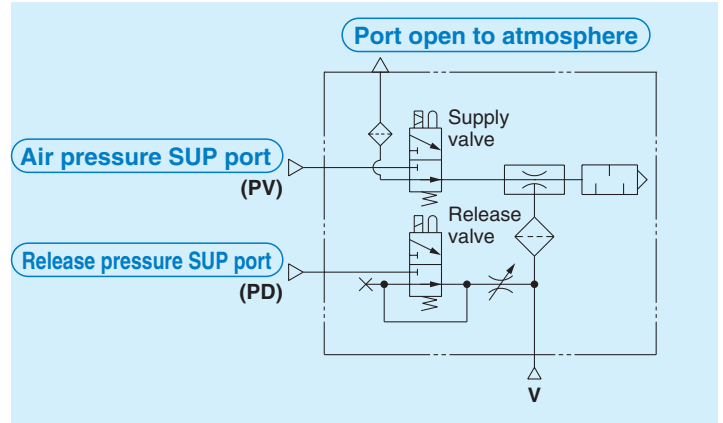 Port open to atmosphere
Supply
valve
Air pressure SUP port
(PV)
Release
valve
Release pressure SUP port
(PD)
V